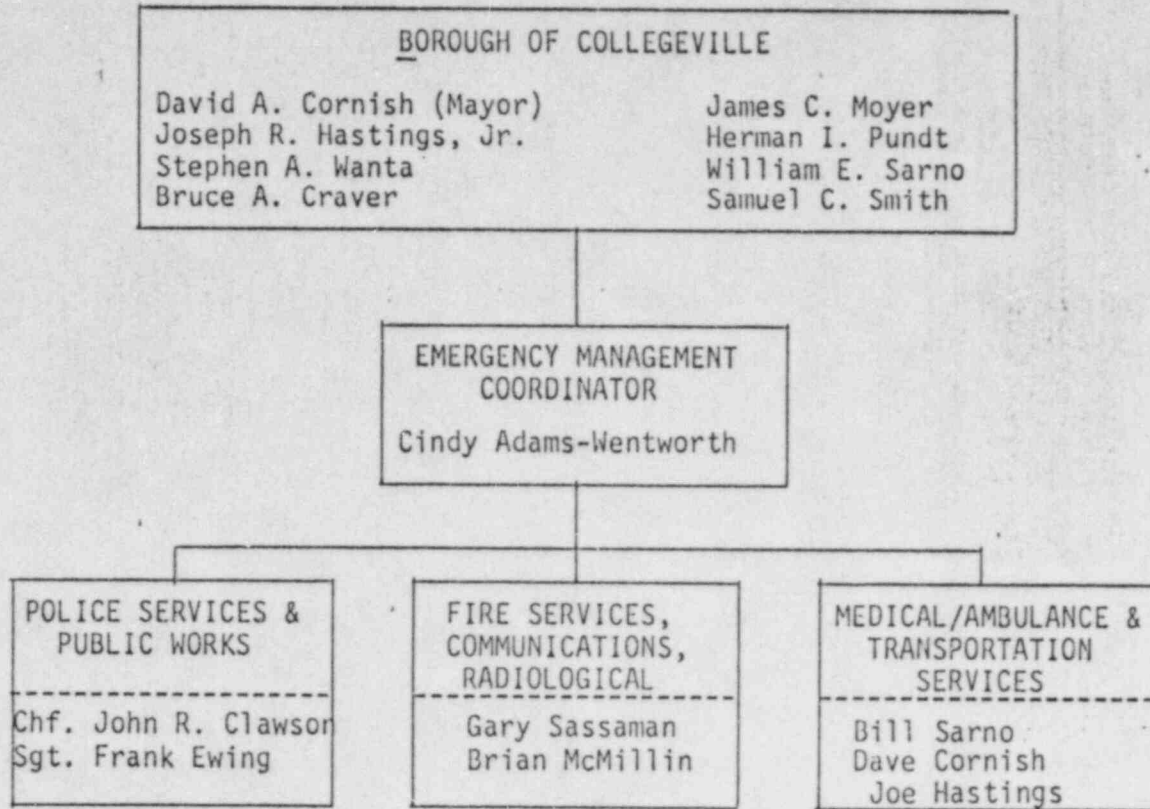 BOROUGH OF COLLEGEVILLE
David A. Cornish (Mayor)
Joseph R. Hastings, Jr.
Stephen A. Wanta
Bruce A. Craver
James C. Moyer
Herman I. Pundt
William E. Sarno
Samuel C. Smith
EMERGENCY MANAGEMENT
COORDINATOR
Cindy Adams-Wentworth
POLICE SERVICES &
PUBLIC WORKS
Chf. John R. Clawson
Sgt. Frank Ewing
FIRE SERVICES,
COMMUNICATIONS,
RADIOLOGICAL
Gary Sassaman
Brian McMillin
MEDICAL/AMBULANCE &
TRANSPORTATION
SERVICES
Bill Sarno
Dave Cornish
Joe Hastings